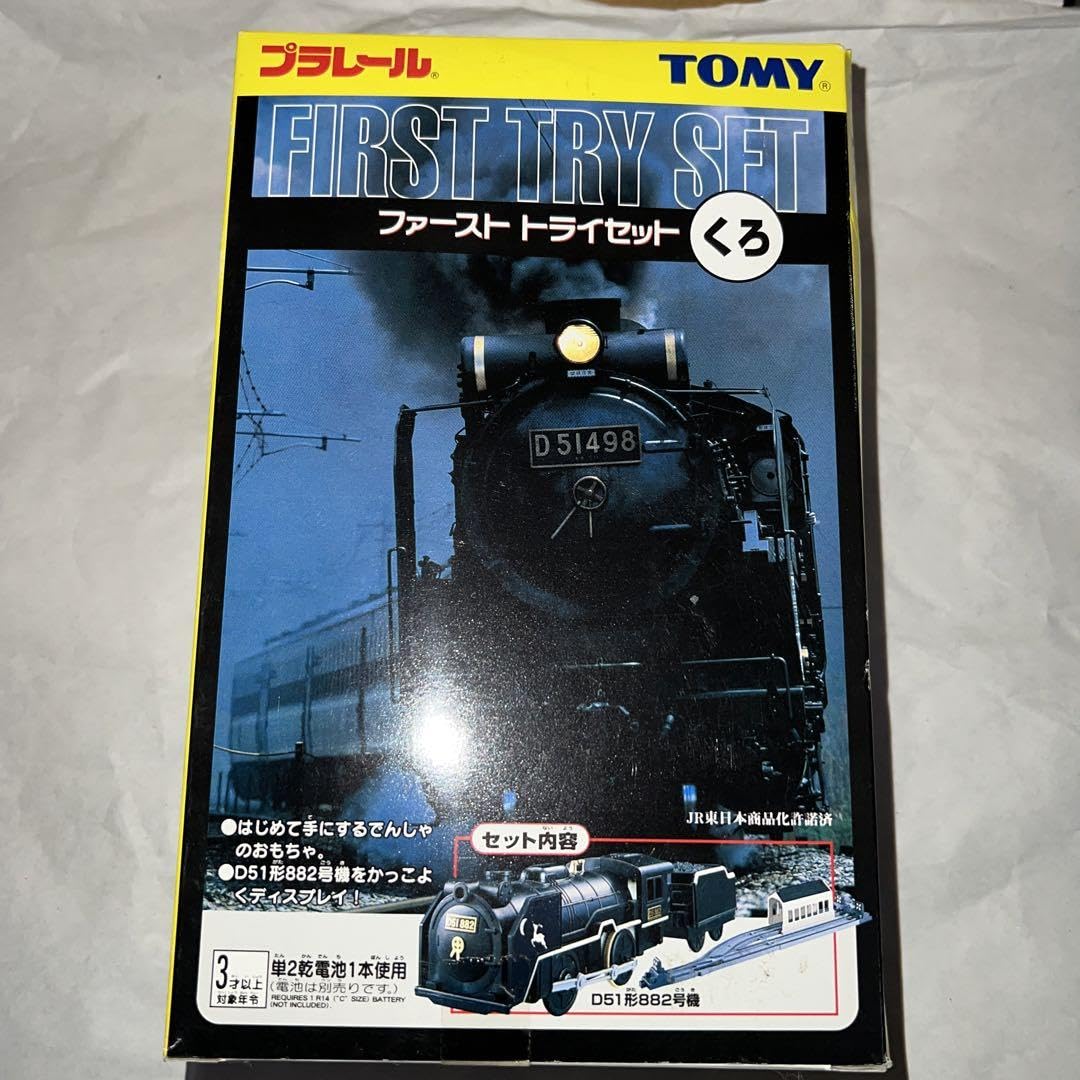 プラレール®
TOMY®
FIRST TRY SET
ファースト トライセット
くろ
D51498
JR東日本商品化許諾済
●はじめて手にするでんしゃ
のおもちゃ。
●D51形882号機をかっこよ
くディスプレイ!
セット内容
D51 882
D51形882号機
3才以上
対象年令
単2乾電池1本使用
(電池は別売りです。)
REQUIRES 1 R14 ("C" SIZE) BATTERY
(NOT INCLUDED).